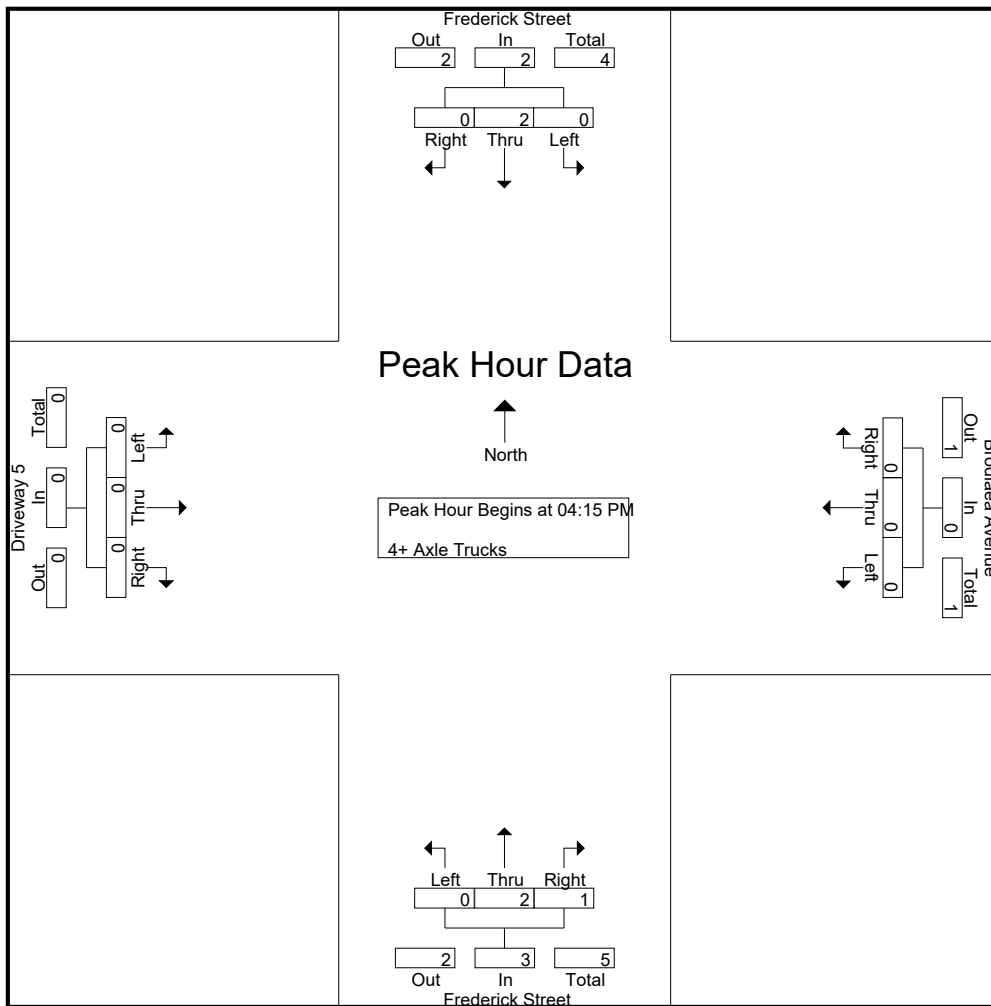 Frederick Street
Out In Total
2 2 4
0 2 0
Right Thru Left
Peak Hour Data
North
Peak Hour Begins at 04:15 PM
4+ Axle Trucks
Driveway 5
Out In Total
0 0 0
0 0 0
Right Thru Left
Brodiaea Avenue
Out In Total
1 0 1
0 0 0
Right Thru Left
Left Thru Right
0 2 1
2 3 5
Out In Total
Frederick Street